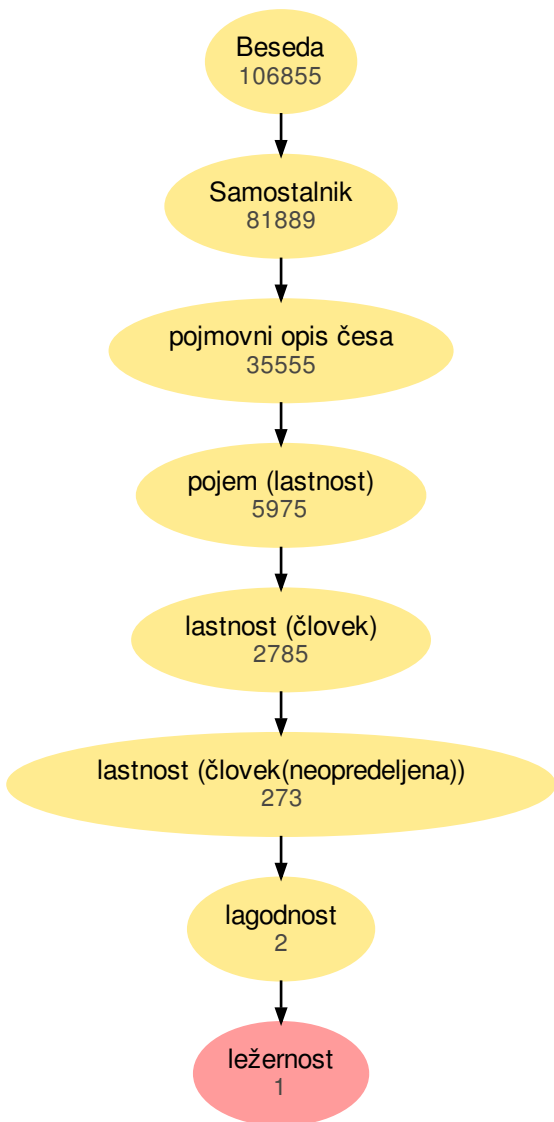 Beseda
106855
Samostalnik
81889
pojmovni opis česa
35555
pojem (lastnost)
5975
lastnost (človek)
2785
lastnost (človek(neopredeljena))
273
lagodnost
2
ležernost
1